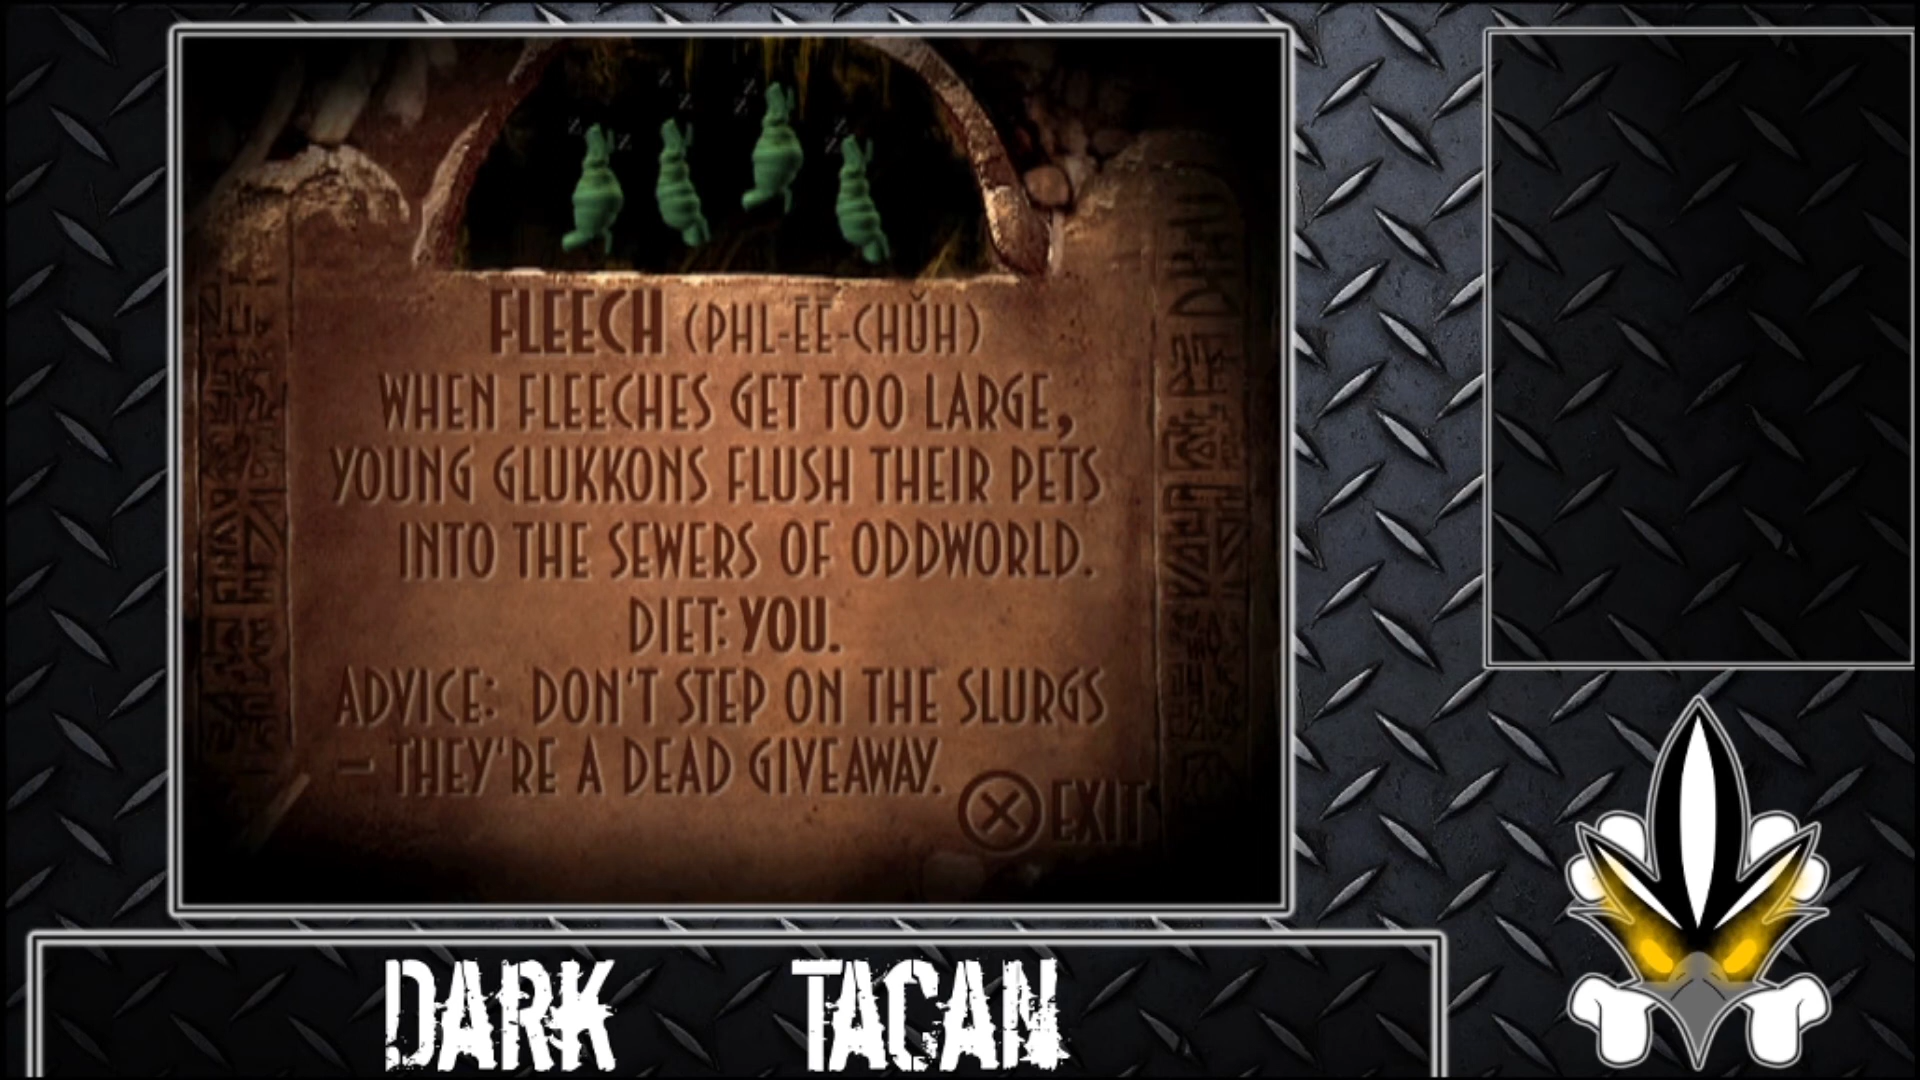 FLEECH (PHL-ĒĒ-CHŬH)
WHEN FLEECHES GET TOO LARGE,
YOUNG GLUKKONS FLUSH THEIR PETS
INTO THE SEWERS OF ODDWORLD.
DIET: YOU.
ADVICE: DON'T STEP ON THE SLURGS
– THEY'RE A DEAD GIVEAWAY.
EXIT
DARK TACAN